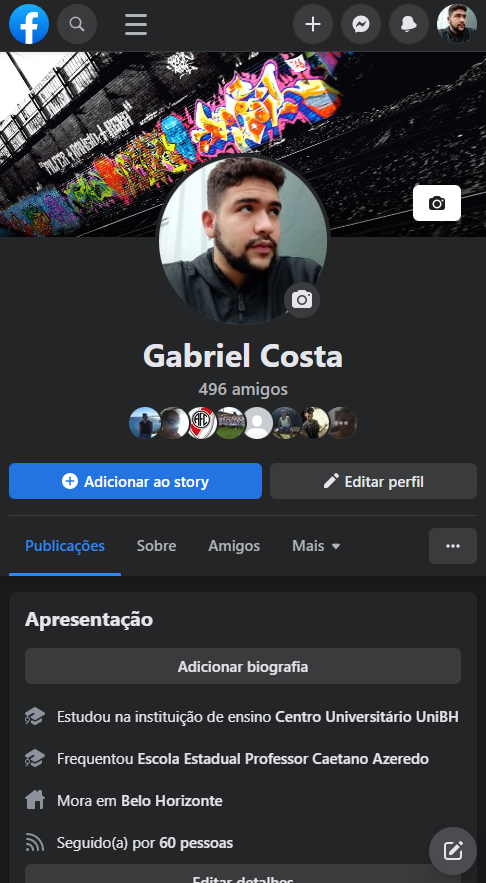 Gabriel Costa
496 amigos
Adicionar ao story
Editar perfil
Publicações
Sobre
Amigos
Mais
Apresentação
Adicionar biografia
Estudou na instituição de ensino Centro Universitário UniBH
Frequentou Escola Estadual Professor Caetano Azeredo
Mora em Belo Horizonte
Seguido(a) por 60 pessoas
Editar detalhes